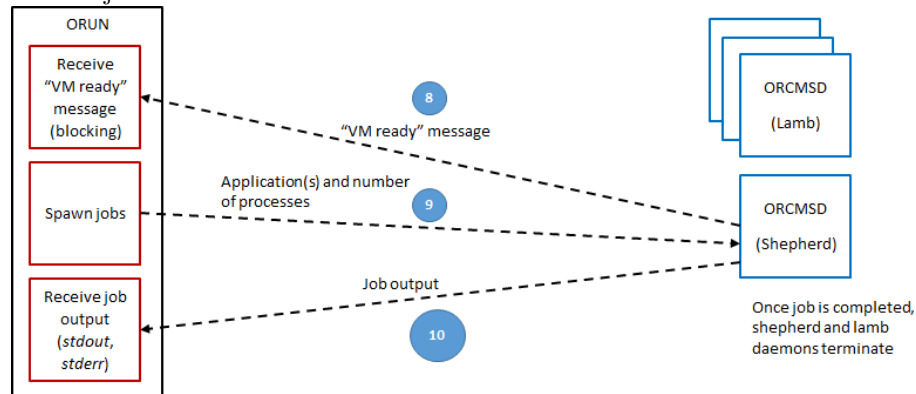 ORUN
Receive
“VM ready”
message
(blocking)
8
“VM ready” message
ORCMSD
(Lamb)
Spawn jobs
Application(s) and number
of processes
9
ORCMSD
(Shepherd)
Receive job
output
(stdout,
stderr)
Job output
10
Once job is completed,
shepherd and lamb
daemons terminate